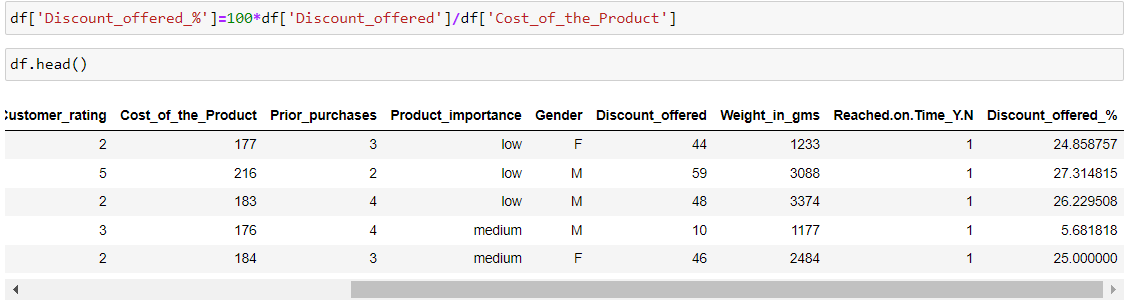 df['Discount_offered_%']=100*df['Discount_offered']/df['Cost_of_the_Product']
df.head()
Customer_rating Cost_of_the_Product Prior_purchases Product_importance Gender Discount_offered Weight_in_gms Reached.on.Time_Y.N Discount_offered_%
2 177 3 low F 44 1233 1 24.858757
5 216 2 low M 59 3088 1 27.314815
2 183 4 low M 48 3374 1 26.229508
3 176 4 medium M 10 1177 1 5.681818
2 184 3 medium F 46 2484 1 25.000000